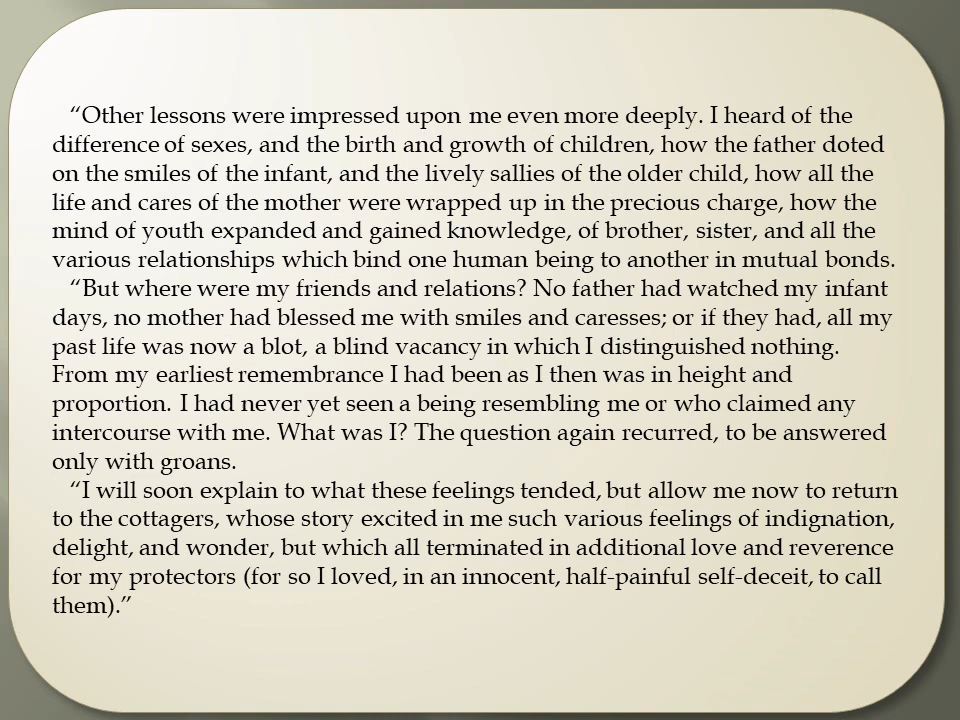 “Other lessons were impressed upon me even more deeply. I heard of the
difference of sexes, and the birth and growth of children, how the father doted
on the smiles of the infant, and the lively sallies of the older child, how all the
life and cares of the mother were wrapped up in the precious charge, how the
mind of youth expanded and gained knowledge, of brother, sister, and all the
various relationships which bind one human being to another in mutual bonds.
“But where were my friends and relations? No father had watched my infant
days, no mother had blessed me with smiles and caresses; or if they had, all my
past life was now a blot, a blind vacancy in which I distinguished nothing.
From my earliest remembrance I had been as I then was in height and
proportion. I had never yet seen a being resembling me or who claimed any
intercourse with me. What was I? The question again recurred, to be answered
only with groans.
“I will soon explain to what these feelings tended, but allow me now to return
to the cottagers, whose story excited in me such various feelings of indignation,
delight, and wonder, but which all terminated in additional love and reverence
for my protectors (for so I loved, in an innocent, half-painful self-deceit, to call
them).”